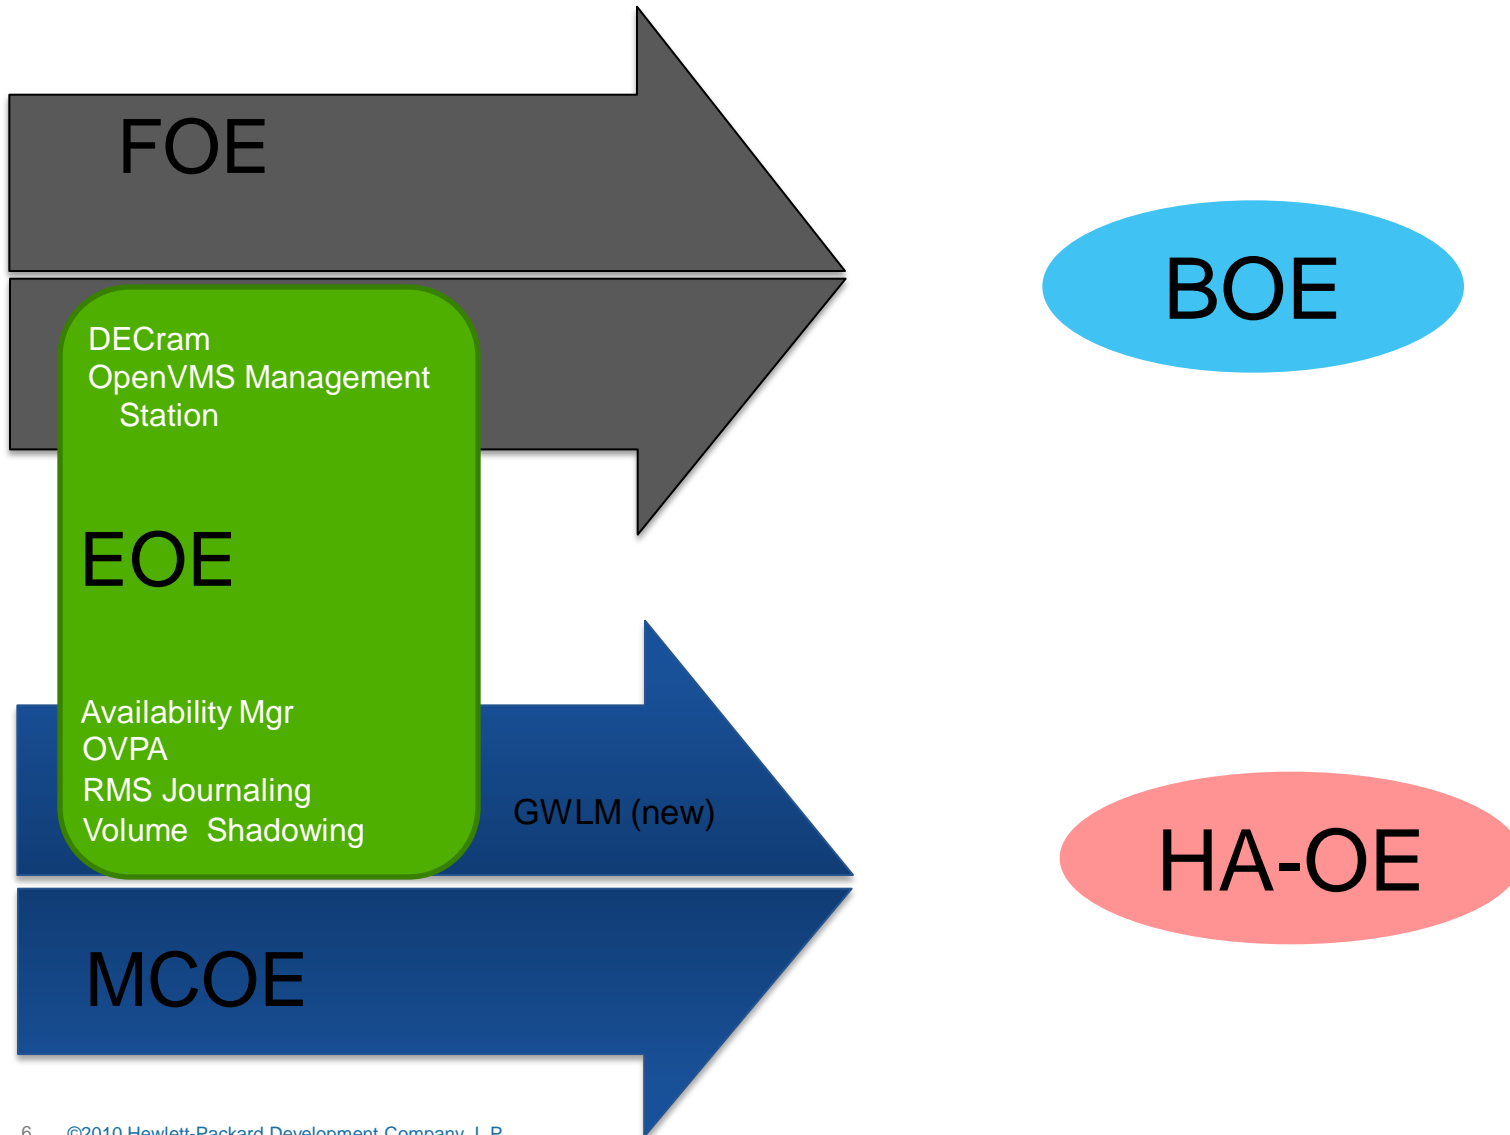 FOE
BOE
DECram
OpenVMS Management
Station
EOE
Availability Mgr
OVPA
RMS Journaling
Volume Shadowing
GWLM (new)
HA-OE
MCOE
6 ©2010 Hewlett-Packard Development Company, L.P.